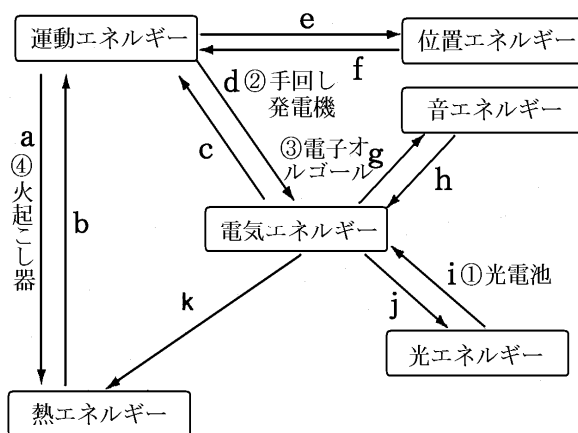 e
運動エネルギー
位置エネルギー
f
d②手回し
発電機
音エネルギー
a
④火起こし器
b
c
③電子オ
ルゴール
g
h
電気エネルギー
i①光電池
k
j
光エネルギー
熱エネルギー